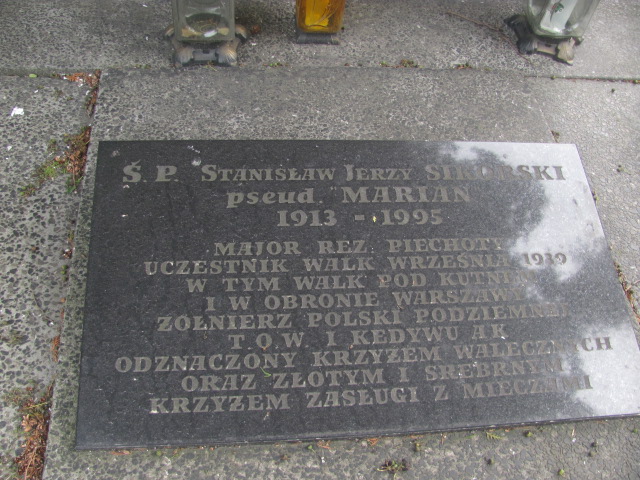 Ś. P. STANISŁAW JERZY SIKORSKI
pseud. "MARIAN"
1913 - 1995
MAJOR REZ. PIECHOTY
UCZESTNIK WALK WRZEŚNIA 1939
W TYM WALK POD KUTNEM
I W OBRONIE WARSZAWY
ŻOŁNIERZ POLSKI PODZIEMNEJ
T.O.W. I KEDYWU AK
ODZNACZONY KRZYŻEM WALECZNYCH
ORAZ ZŁOTYM I SREBRNYM
KRZYŻEM ZASŁUGI Z MIECZAMI